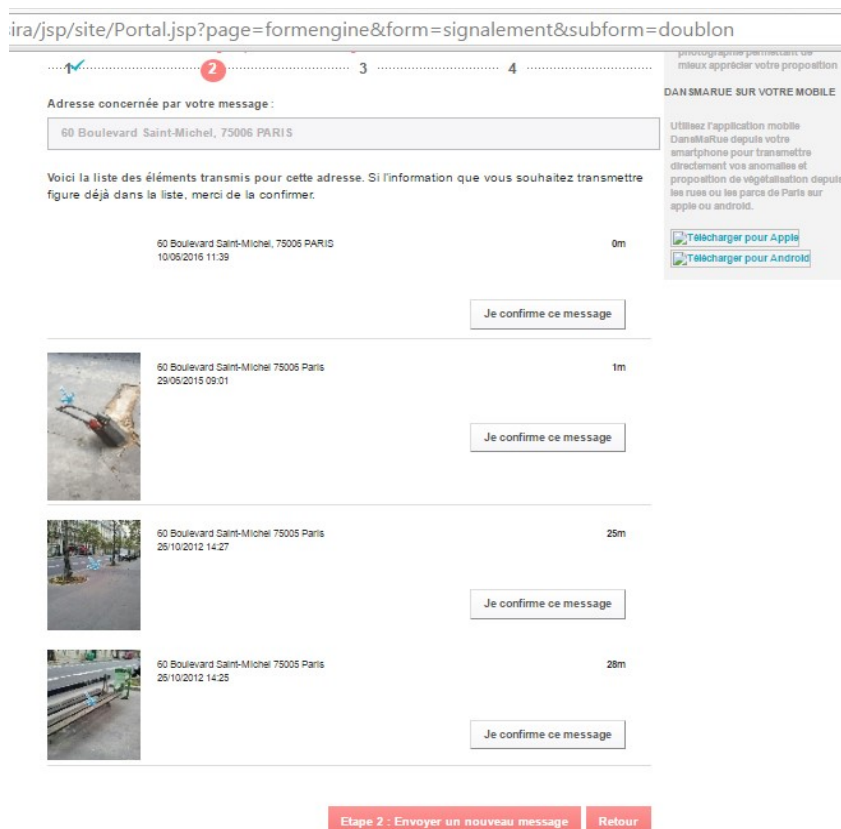 ira/jsp/site/Portal.jsp?page=formengine&form=signalement&subform=doublon
1 2 3 4
Adresse concernée par votre message :
60 Boulevard Saint-Michel, 75006 PARIS
Voici la liste des éléments transmis pour cette adresse. Si l'information que vous souhaitez transmettre
figure déjà dans la liste, merci de la confirmer.
60 Boulevard Saint-Michel, 75006 PARIS 0m
10/06/2016 11:39
Je confirme ce message
60 Boulevard Saint-Michel 75006 Paris 1m
29/06/2015 09:01
Je confirme ce message
60 Boulevard Saint-Michel 75005 Paris 25m
26/10/2012 14:27
Je confirme ce message
60 Boulevard Saint-Michel 75005 Paris 28m
26/10/2012 14:25
Je confirme ce message
Etape 2 : Envoyer un nouveau message Retour
photographie permettant de
mieux apprécier votre proposition
DANSMARUE SUR VOTRE MOBILE
Utilisez l'application mobile
DansMaRue depuis votre
smartphone pour transmettre
directement vos anomalies et
proposition de végétalisation depuis
les rues ou les parcs de Paris sur
apple ou android.
Télécharger pour Apple
Télécharger pour Android